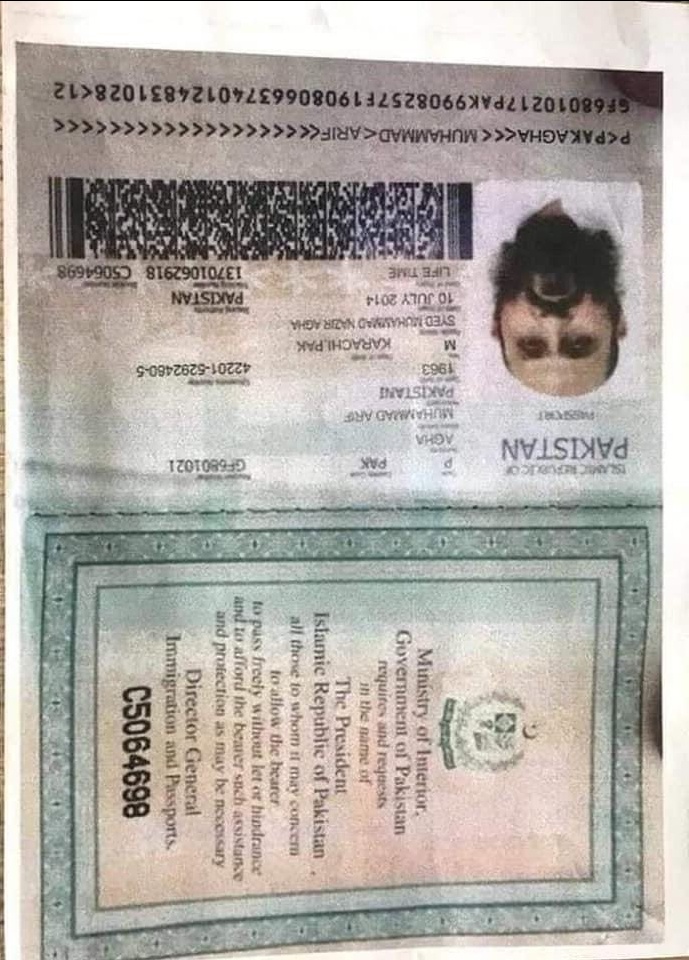 Ministry of Interior,
Government of Pakistan
requires and requests
in the name of
The President
Islamic Republic of Pakistan
all those to whom it may concern
to allow the bearer
to pass freely without let or hindrance
and to afford the bearer such assistance
and protection as may be necessary
Director General
Immigration and Passports.
C5064698
ISLAMIC REPUBLIC OF
PAKISTAN
PASSPORT
P PAK GF6801021
AGHA
MUHAMMAD ARIF
PAKISTANI
1963 42201-5292460-5
M KARACHI,PAK
SYED MUHAMMAD NAZIR AGHA
10 JULY 2014 PAKISTAN
LIFE TIME 13701062918 C5064698
P<PAKAGHA<<<MUHAMMAD<ARIF<<<<<<<<<<<<<<<<<<<
GF68010217PAK9908257F19080663740124831028<12